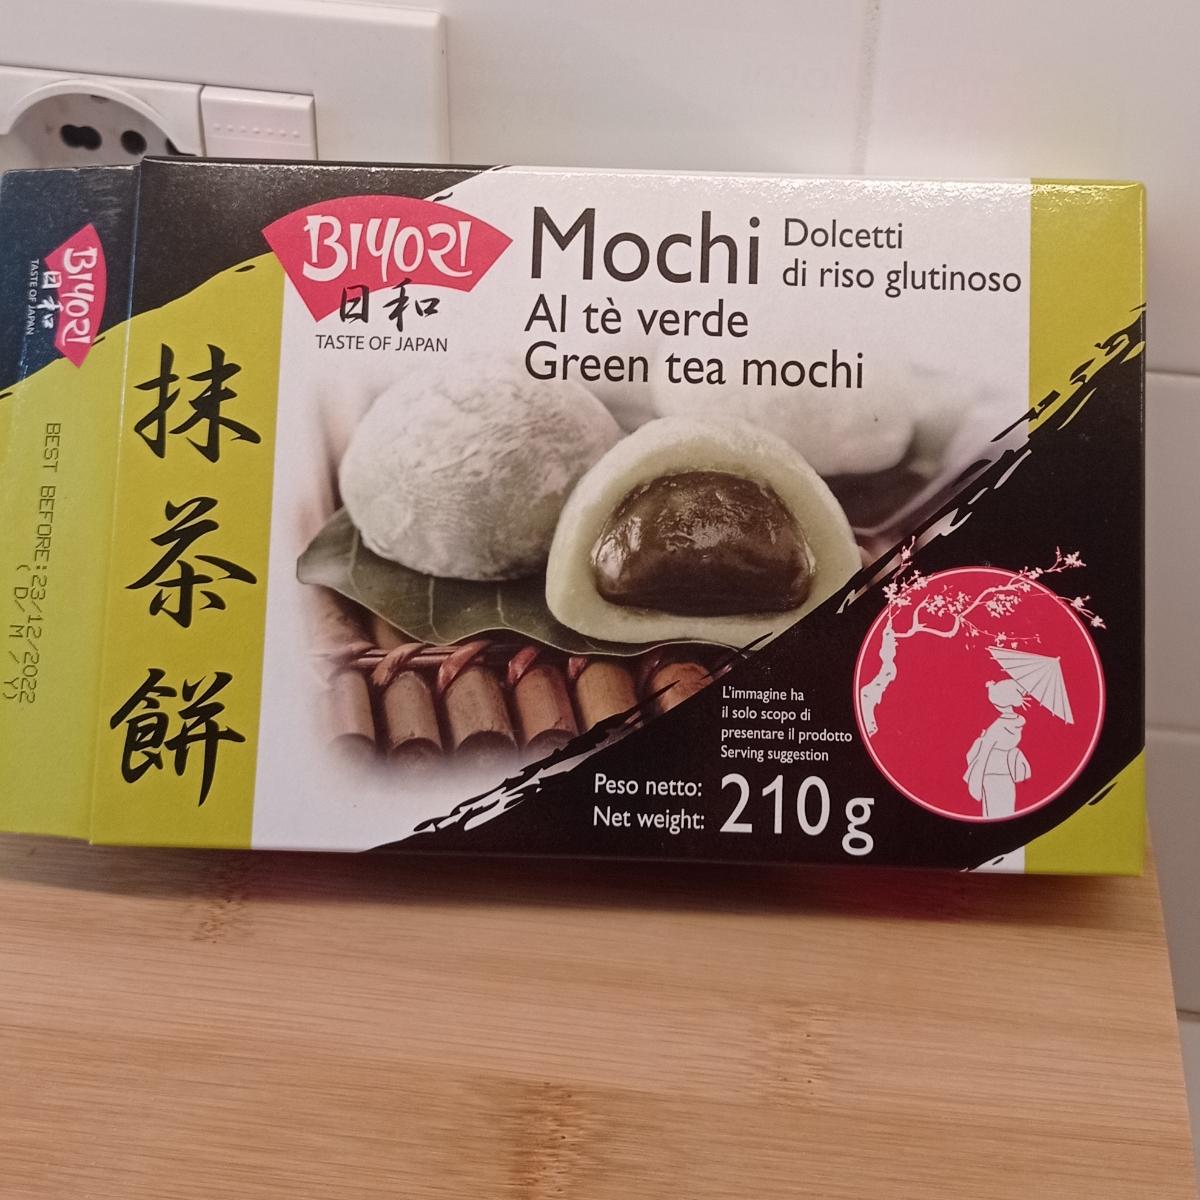 BIYORI
日和
TASTE OF JAPAN
BEST BEFORE: 23/12/2022
( D/ M / Y)
抹茶餅
BIYORI
日和
TASTE OF JAPAN
Mochi
Dolcetti
di riso glutinoso
Al tè verde
Green tea mochi
L'immagine ha
il solo scopo di
presentare il prodotto
Serving suggestion
Peso netto:
Net weight:
210 g